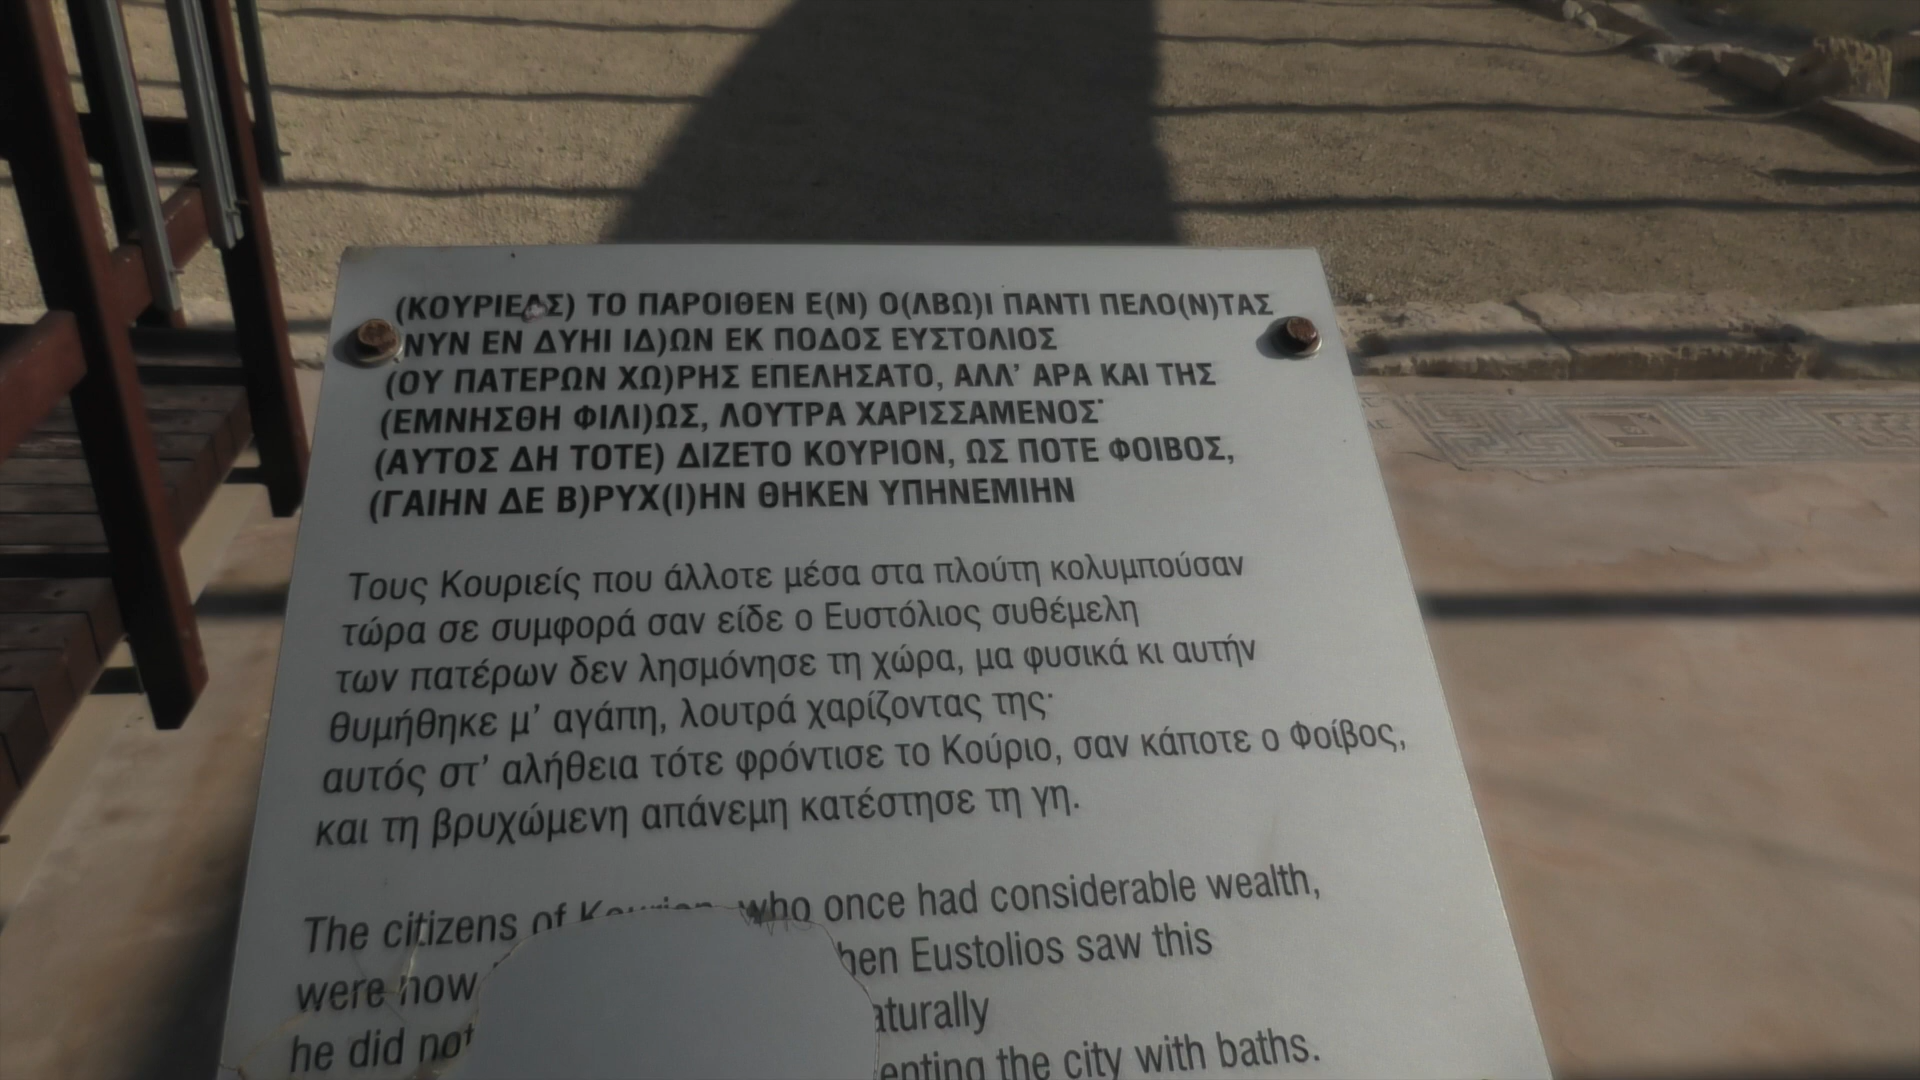 (ΚΟΥΡΙΕΑΣ) ΤΟ ΠΑΡΟΙΘΕΝ Ε(Ν) Ο(ΛΒΩ)Ι ΠΑΝΤΙ ΠΕΛΟ(Ν)ΤΑΣ
(ΝΥΝ ΕΝ ΔΥΗΙ ΙΔ)ΩΝ ΕΚ ΠΟΔΟΣ ΕΥΣΤΟΛΙΟΣ
(ΟΥ ΠΑΤΕΡΩΝ ΧΩ)ΡΗΣ ΕΠΕΛΗΣΑΤΟ, ΑΛΛ’ ΑΡΑ ΚΑΙ ΤΗΣ
(ΕΜΝΗΣΘΗ ΦΙΛΙ)ΩΣ, ΛΟΥΤΡΑ ΧΑΡΙΣΣΑΜΕΝΟΣ·
(ΑΥΤΟΣ ΔΗ ΤΟΤΕ) ΔΙΖΕΤΟ ΚΟΥΡΙΟΝ, ΩΣ ΠΟΤΕ ΦΟΙΒΟΣ,
(ΓΑΙΗΝ ΔΕ Β)ΡΥΧ(Ι)ΗΝ ΘΗΚΕΝ ΥΠΗΝΕΜΙΗΝ
Τους Κουριείς που άλλοτε μέσα στα πλούτη κολυμπούσαν
τώρα σε συμφορά σαν είδε ο Ευστόλιος συθέμελη
των πατέρων δεν λησμόνησε τη χώρα, μα φυσικά κι αυτήν
θυμήθηκε μ’ αγάπη, λουτρά χαρίζοντας της·
αυτός στ’ αλήθεια τότε φρόντισε το Κούριο, σαν κάποτε ο Φοίβος,
και τη βρυχώμενη απάνεμη κατέστησε τη γη.
The citizens of Kourion, who once had considerable wealth,
were now hen Eustolios saw this
he did not aturally
enting the city with baths.